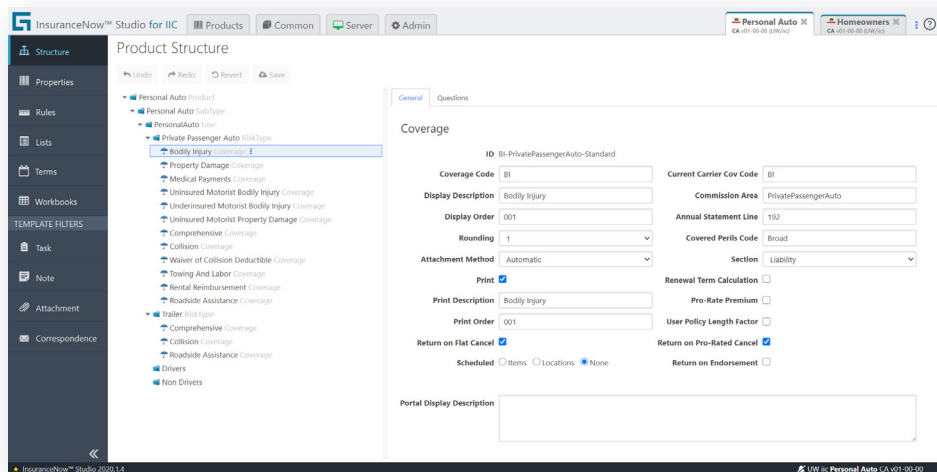 InsuranceNow™ Studio for IIC Products Common Server Admin
Personal Auto
CA v01-00-00 (UW/iic)
Homeowners
CA v01-00-00 (UW/iic)
Structure
Properties
Rules
Lists
Terms
Workbooks
TEMPLATE FILTERS
Task
Note
Attachment
Correspondence
Product Structure
Undo Redo Revert Save
Personal Auto Product
Personal Auto SubType
PersonalAuto Line
Private Passenger Auto RiskType
Bodily Injury Coverage
Property Damage Coverage
Medical Payments Coverage
Uninsured Motorist Bodily Injury Coverage
Underinsured Motorist Bodily Injury Coverage
Uninsured Motorist Property Damage Coverage
Comprehensive Coverage
Collision Coverage
Waiver of Collision Deductible Coverage
Towing And Labor Coverage
Rental Reimbursement Coverage
Roadside Assistance Coverage
Trailer RiskType
Comprehensive Coverage
Collision Coverage
Roadside Assistance Coverage
Drivers
Non Drivers
General Questions
Coverage
ID BI-PrivatePassengerAuto-Standard
Coverage Code BI Current Carrier Cov Code BI
Display Description Bodily Injury Commission Area PrivatePassengerAuto
Display Order 001 Annual Statement Line 192
Rounding 1 Covered Perils Code Broad
Attachment Method Automatic Section Liability
Print Renewal Term Calculation
Print Description Bodily Injury Pro-Rate Premium
Print Order 001 User Policy Length Factor
Return on Flat Cancel Return on Pro-Rated Cancel
Scheduled Items Locations None Return on Endorsement
Portal Display Description
InsuranceNow™ Studio 2020.1.4 UW iic Personal Auto CA v01-00-00